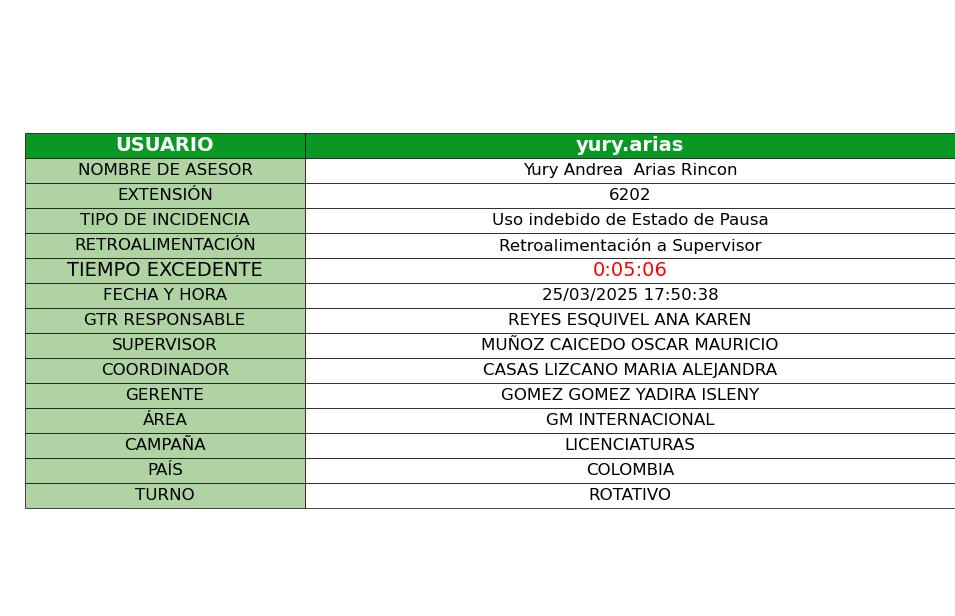 USUARIO yury.arias
NOMBRE DE ASESOR Yury Andrea  Arias Rincon
EXTENSIÓN 6202
TIPO DE INCIDENCIA Uso indebido de Estado de Pausa
RETROALIMENTACIÓN Retroalimentación a Supervisor
TIEMPO EXCEDENTE 0:05:06
FECHA Y HORA 25/03/2025 17:50:38
GTR RESPONSABLE REYES ESQUIVEL ANA KAREN
SUPERVISOR MUÑOZ CAICEDO OSCAR MAURICIO
COORDINADOR CASAS LIZCANO MARIA ALEJANDRA
GERENTE GOMEZ GOMEZ YADIRA ISLENY
ÁREA GM INTERNACIONAL
CAMPAÑA LICENCIATURAS
PAÍS COLOMBIA
TURNO ROTATIVO